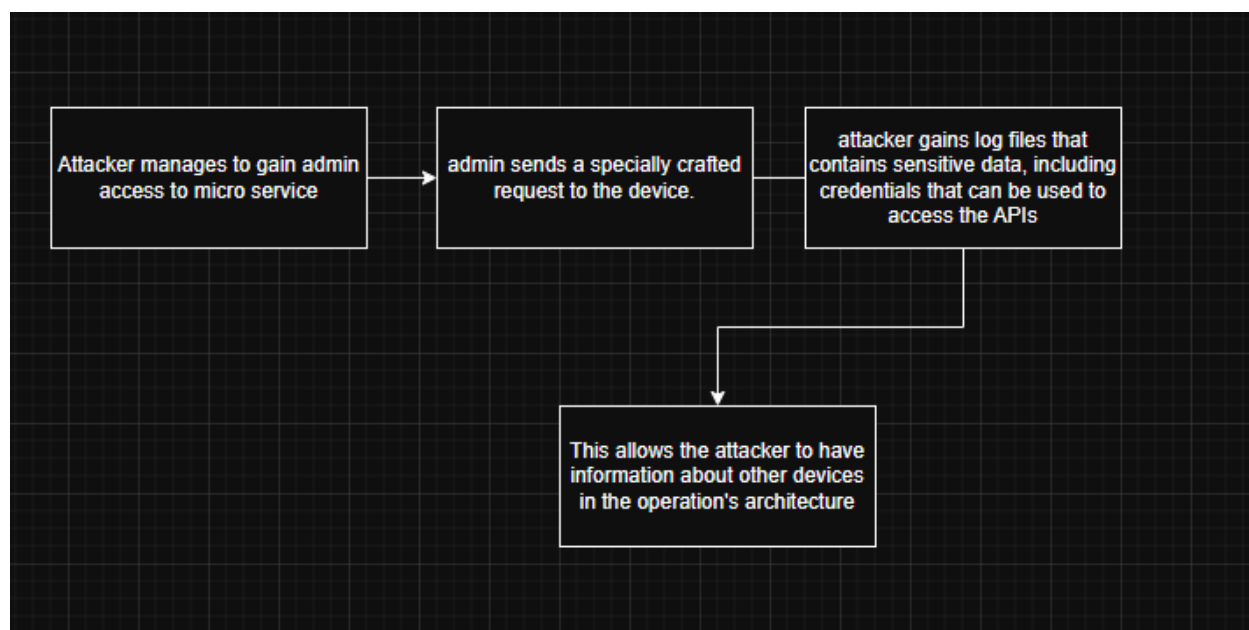 Attacker manages to gain admin
access to micro service
admin sends a specially crafted
request to the device.
attacker gains log files that
contains sensitive data, including
credentials that can be used to
access the APIs
This allows the attacker to have
information about other devices
in the operation's architecture